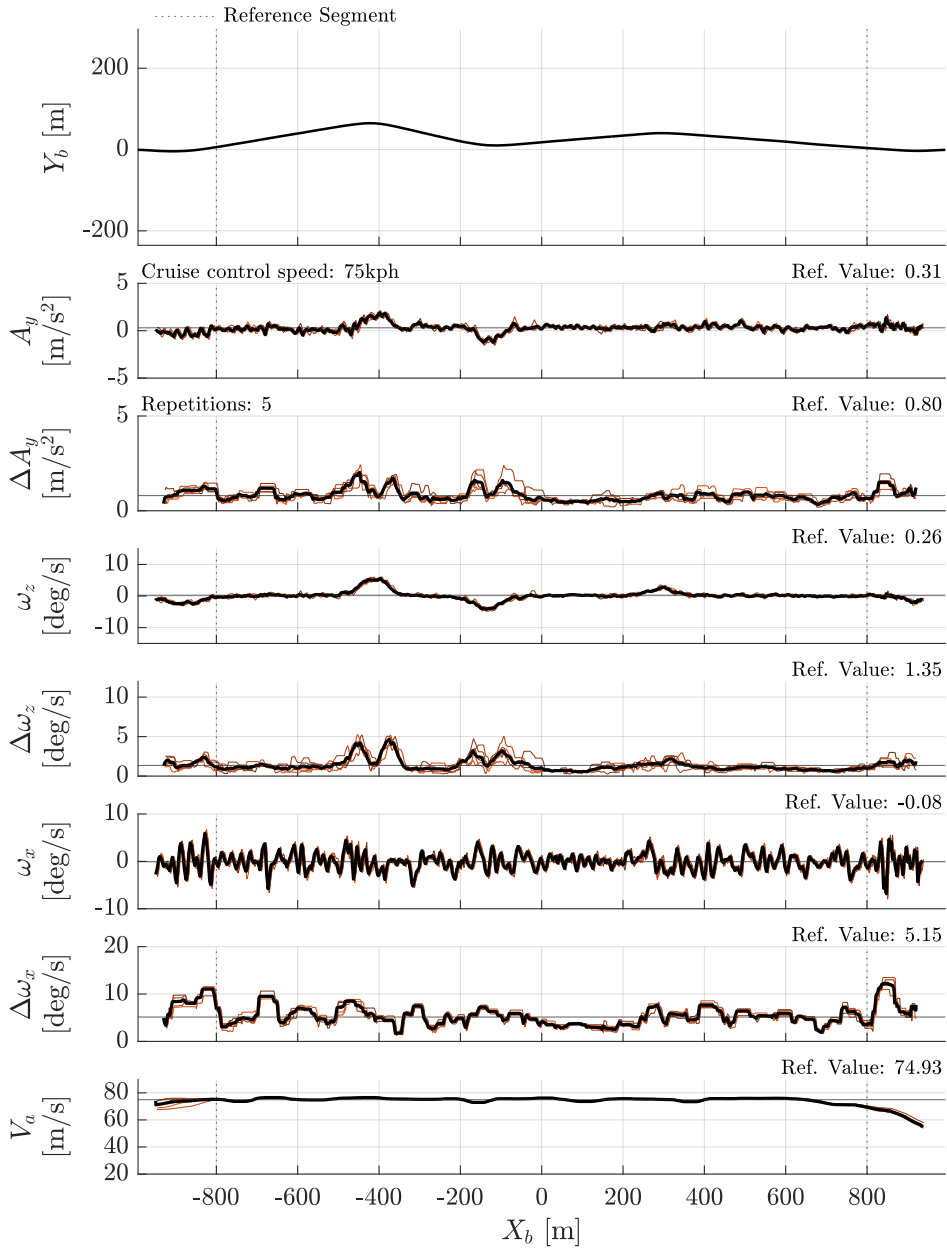 Reference Segment
200
0
-200
Y_b [m]
Cruise control speed: 75kph
Ref. Value: 0.31
5
0
-5
A_y
[m/s²]
Repetitions: 5
Ref. Value: 0.80
5
0
ΔA_y
[m/s²]
Ref. Value: 0.26
10
0
-10
ω_z
[deg/s]
Ref. Value: 1.35
10
5
0
Δω_z
[deg/s]
Ref. Value: -0.08
10
0
-10
ω_x
[deg/s]
Ref. Value: 5.15
20
10
0
Δω_x
[deg/s]
Ref. Value: 74.93
80
60
40
20
V_a
[m/s]
-800 -600 -400 -200 0 200 400 600 800
X_b [m]